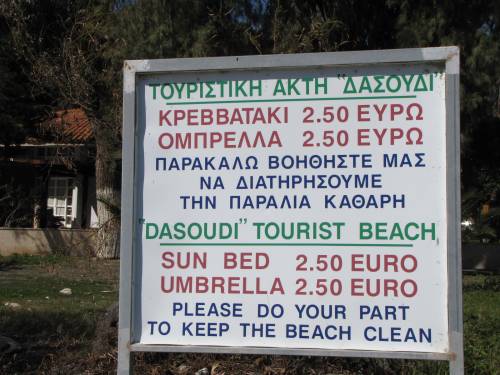 ΤΟΥΡΙΣΤΙΚΗ ΑΚΤΗ "ΔΑΣΟΥΔΙ"
ΚΡΕΒΒΑΤΑΚΙ 2.50 ΕΥΡΩ
ΟΜΠΡΕΛΛΑ 2.50 ΕΥΡΩ
ΠΑΡΑΚΑΛΩ ΒΟΗΘΗΣΤΕ ΜΑΣ
ΝΑ ΔΙΑΤΗΡΗΣΟΥΜΕ
ΤΗΝ ΠΑΡΑΛΙΑ ΚΑΘΑΡΗ
"DASOUDI" TOURIST BEACH
SUN BED 2.50 EURO
UMBRELLA 2.50 EURO
PLEASE DO YOUR PART
TO KEEP THE BEACH CLEAN